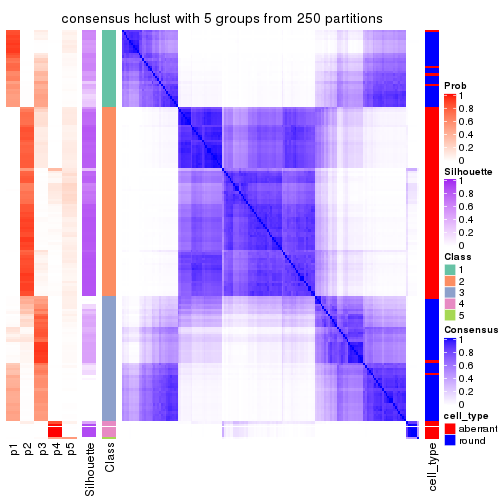 consensus hclust with 5 groups from 250 partitions
Prob
1
0.8
0.6
0.4
0.2
0
Silhouette
1
0.8
0.6
0.4
0.2
0
Class
1
2
3
4
5
Consensus
1
0.8
0.6
0.4
0.2
0
cell_type
aberrant
round
p1
p2
p3
p4
p5
Silhouette
Class
cell_type